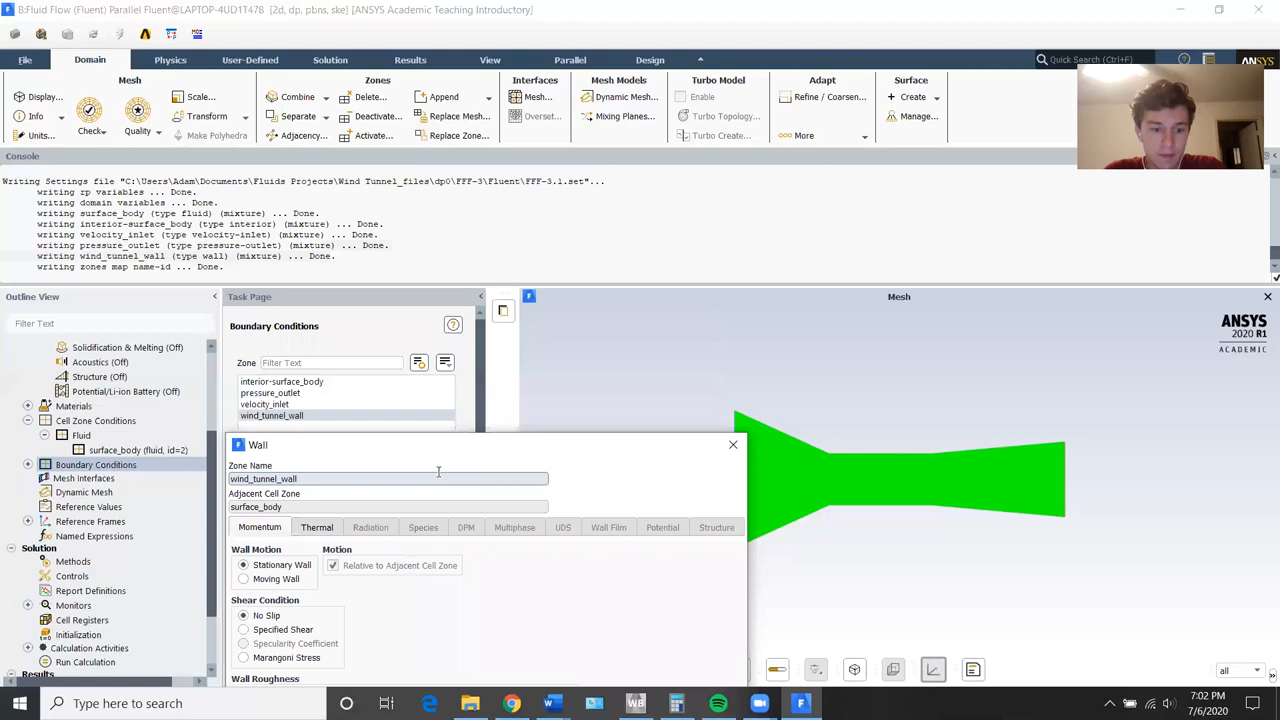 B:Fluid Flow (Fluent) Parallel Fluent@LAPTOP-4UD1T478 [2d, dp, pbns, ske] [ANSYS Academic Teaching Introductory]
File Domain Physics User-Defined Solution Results View Parallel Design Quick Search (Ctrl+F) ANSYS
Mesh Zones Interfaces Mesh Models Turbo Model Adapt Surface
Display... Scale... Combine Delete... Append Mesh... Dynamic Mesh... Enable Refine / Coarsen... Create
Info Transform Separate Deactivate... Replace Mesh... Overset... Mixing Planes... Turbo Topology... Manage...
Units... Check Quality Make Polyhedra Adjacency... Activate... Replace Zone... Turbo Create... More
Console
Writing Settings file "C:\Users\Adam\Documents\Fluids Projects\Wind Tunnel_files\dp0\FFF-3\Fluent\FFF-3.1.set"...
writing rp variables ... Done.
writing domain variables ... Done.
writing surface_body (type fluid) (mixture) ... Done.
writing interior-surface_body (type interior) (mixture) ... Done.
writing velocity_inlet (type velocity-inlet) (mixture) ... Done.
writing pressure_outlet (type pressure-outlet) (mixture) ... Done.
writing wind_tunnel_wall (type wall) (mixture) ... Done.
writing zones map name-id ... Done.
Outline View
Filter Text
Solidification & Melting (Off)
Acoustics (Off)
Structure (Off)
Potential/Li-ion Battery (Off)
Materials
Cell Zone Conditions
Fluid
surface_body (fluid, id=2)
Boundary Conditions
Mesh Interfaces
Dynamic Mesh
Reference Values
Reference Frames
Named Expressions
Solution
Methods
Controls
Report Definitions
Monitors
Cell Registers
Initialization
Calculation Activities
Run Calculation
Results
Task Page
Boundary Conditions
Zone Filter Text
interior-surface_body
pressure_outlet
velocity_inlet
wind_tunnel_wall
Wall
Zone Name
wind_tunnel_wall
Adjacent Cell Zone
surface_body
Momentum Thermal Radiation Species DPM Multiphase UDS Wall Film Potential Structure
Wall Motion Motion
Stationary Wall Relative to Adjacent Cell Zone
Moving Wall
Shear Condition
No Slip
Specified Shear
Specularity Coefficient
Marangoni Stress
Wall Roughness
Mesh
ANSYS
2020 R1
ACADEMIC
all
Type here to search
7:02 PM
7/6/2020